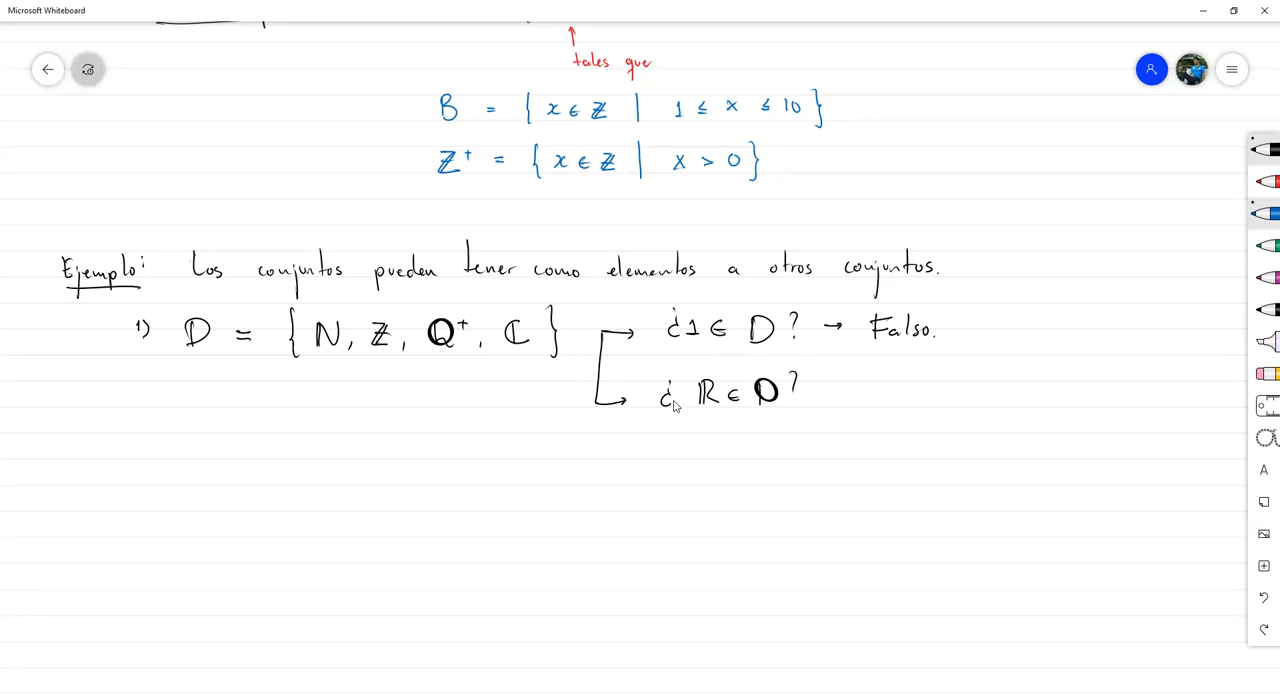 Microsoft Whiteboard
tales que
B = { x ∈ ℤ | 1 ≤ x ≤ 10 }
ℤ⁺ = { x ∈ ℤ | x > 0 }
Ejemplo: Los conjuntos pueden tener como elementos a otros conjuntos.
1) D = { ℕ, ℤ, ℚ⁺, ℂ } → ¿1 ∈ D? → Falso.
→ ¿ ℝ ∈ D?